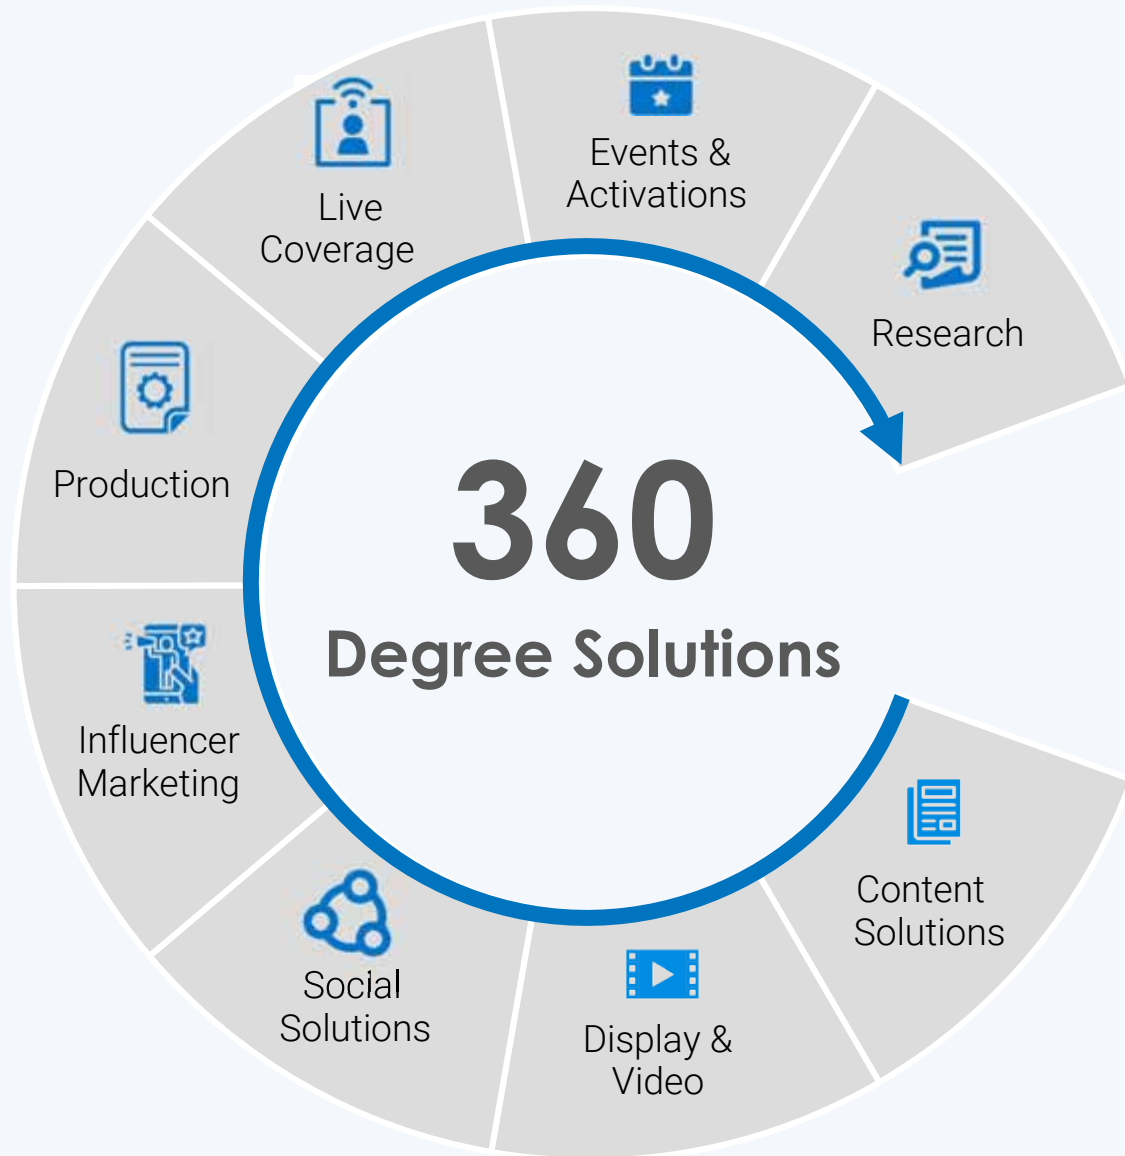 Events &
Activations
Live
Coverage
Research
Production
360
Degree Solutions
Influencer
Marketing
Content
Solutions
Social
Solutions
Display &
Video